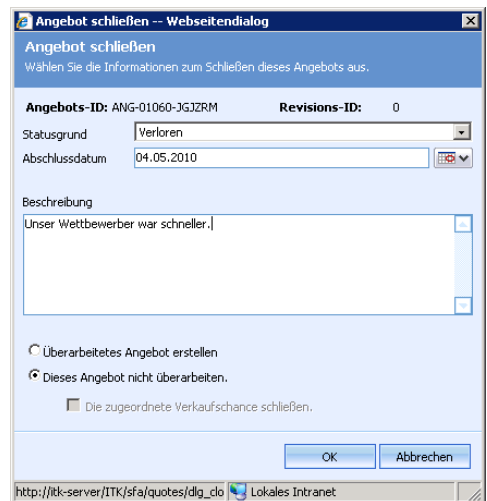 Angebot schließen -- Webseitendialog
Angebot schließen
Wählen Sie die Informationen zum Schließen dieses Angebots aus.
Angebots-ID: ANG-01060-JGJZRM Revisions-ID: 0
Statusgrund Verloren
Abschlussdatum 04.05.2010
Beschreibung
Unser Wettbewerber war schneller.
Überarbeitetes Angebot erstellen
Dieses Angebot nicht überarbeiten.
Die zugeordnete Verkaufschance schließen.
OK Abbrechen
http://itk-server/ITK/sfa/quotes/dlg_clo Lokales Intranet